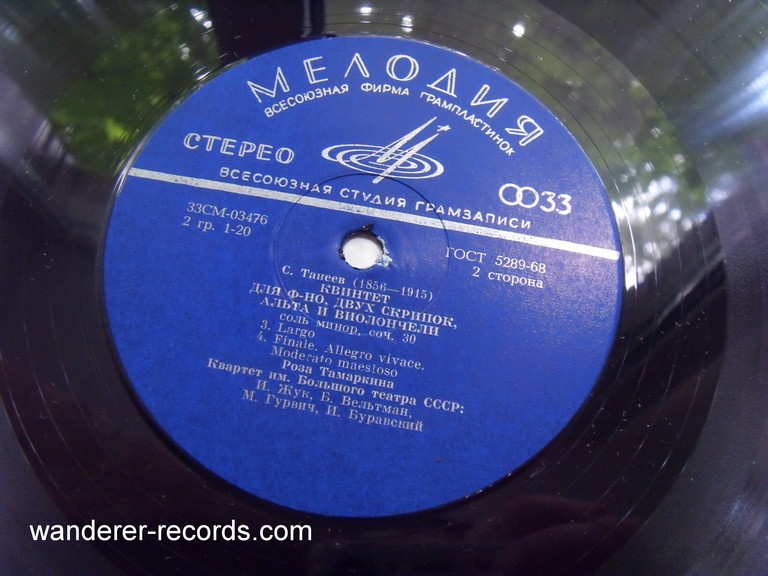 МЕЛОДИЯ
ВСЕСОЮЗНАЯ ФИРМА ГРАМПЛАСТИНОК
СТЕРЕО
33
ВСЕСОЮЗНАЯ СТУДИЯ ГРАМЗАПИСИ
33СМ-03476
2 гр. 1-20
ГОСТ 5289-68
2 сторона
С. Танеев (1856—1915)
КВИНТЕТ
ДЛЯ Ф-НО, ДВУХ СКРИПОК,
АЛЬТА И ВИОЛОНЧЕЛИ
соль минор, соч. 30
3. Largo
4. Finale. Allegro vivace.
Moderato maestoso
Роза Тамаркина
Квартет им. Большого театра СССР:
И. Жук, Б. Вельтман,
М. Гурвич, И. Буравский
wanderer-records.com